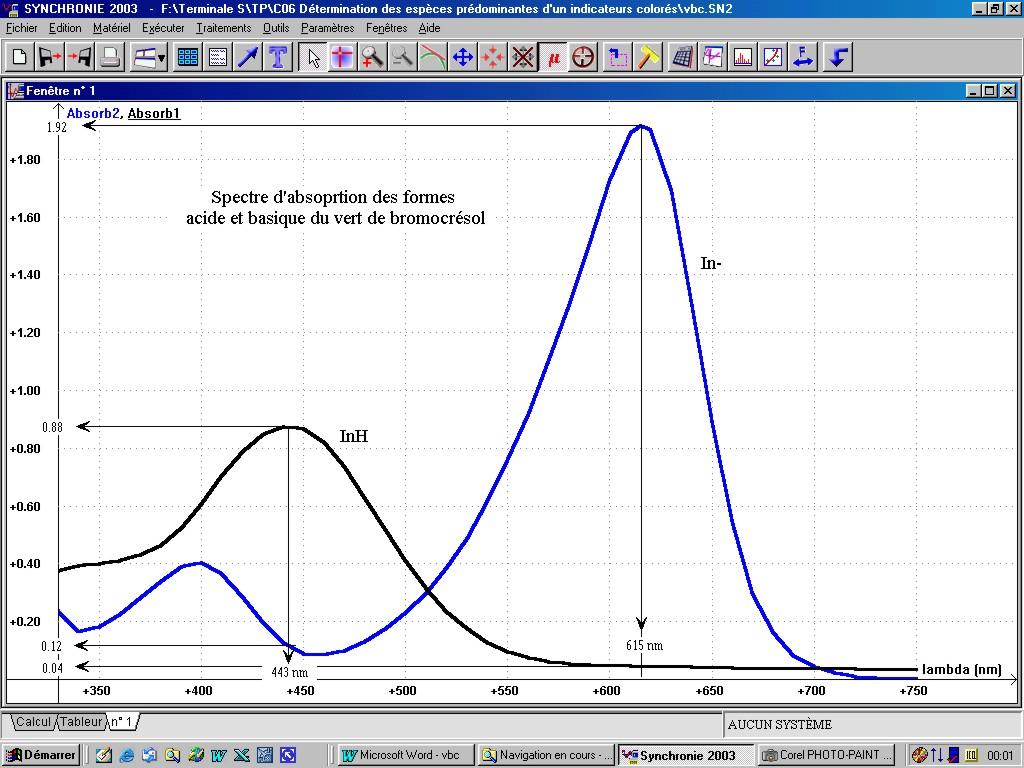 SYNCHRONIE 2003 - F:\Terminale S\TP\C06 Détermination des espèces prédominantes d'un indicateurs colorés\vbc.SN2
Fichier Edition Matériel Exécuter Traitements Outils Paramètres Fenêtres Aide
Fenêtre n° 1
Absorb2, Absorb1
1.92
+1.80
Spectre d'absoprtion des formes
acide et basique du vert de bromocrésol
+1.60
In-
+1.40
+1.20
+1.00
0.88
InH
+0.80
+0.60
+0.40
+0.20
0.12
615 nm
0.04
443 nm
lambda (nm)
+350 +400 +450 +500 +550 +600 +650 +700 +750
Calcul Tableur n° 1
AUCUN SYSTÈME
Démarrer Microsoft Word - vbc Navigation en cours - ... Synchronie 2003 Corel PHOTO-PAINT ... 00:01